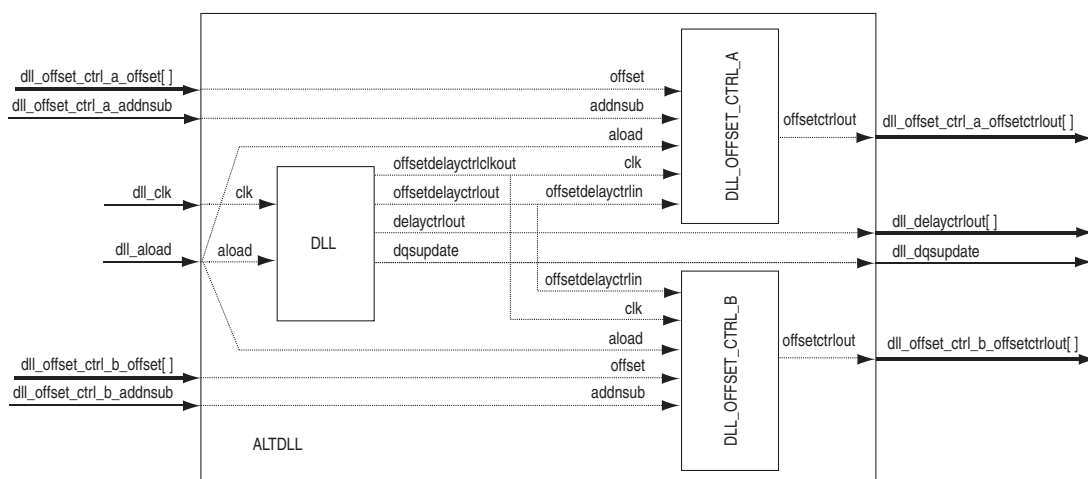 dll_offset_ctrl_a_offset[ ]
offset
dll_offset_ctrl_a_addnsub
addnsub
aload
DLL_OFFSET_CTRL_A
offsetctrlout
dll_offset_ctrl_a_offsetctrlout[ ]
offsetdelayctrlclkout
clk
dll_clk
clk
offsetdelayctrlout
offsetdelayctrlin
DLL
delayctrlout
dll_delayctrlout[ ]
dll_aload
aload
dqsupdate
dll_dqsupdate
offsetdelayctrlin
clk
aload
DLL_OFFSET_CTRL_B
offsetctrlout
dll_offset_ctrl_b_offsetctrlout[ ]
dll_offset_ctrl_b_offset[ ]
offset
dll_offset_ctrl_b_addnsub
addnsub
ALTDLL